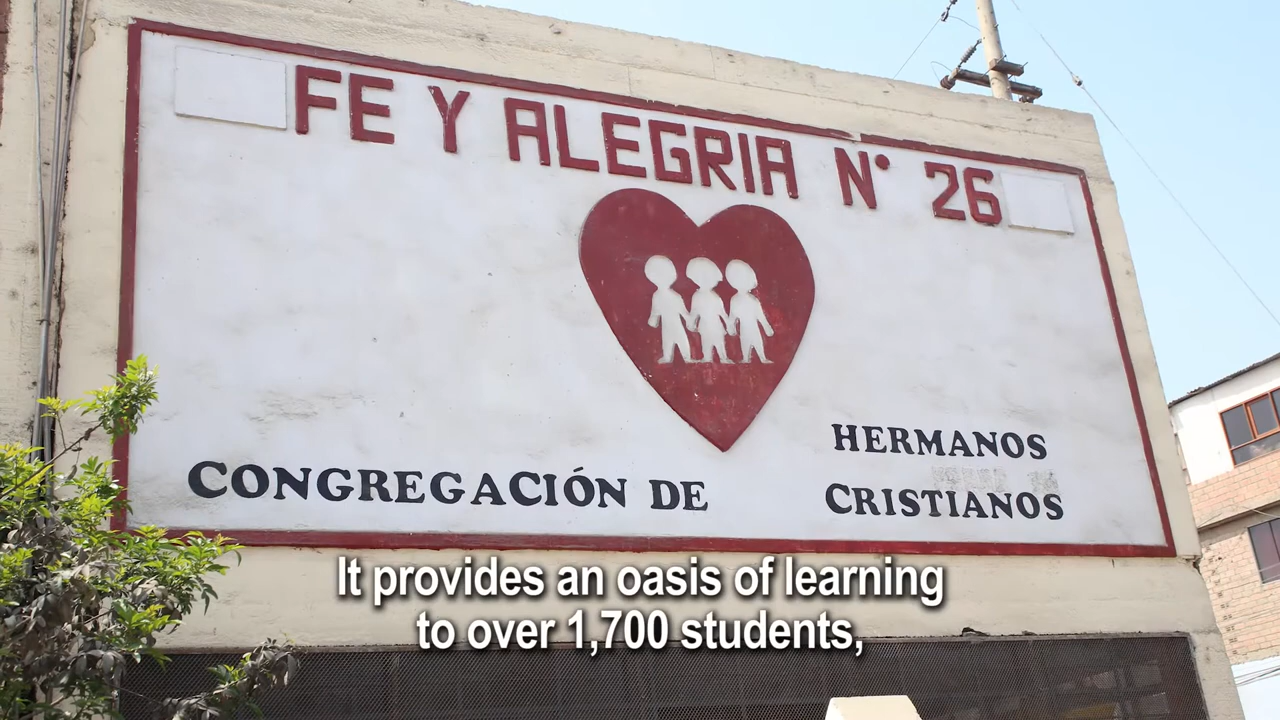 FE Y ALEGRIA N° 26
HERMANOS
CONGREGACIÓN DE CRISTIANOS
It provides an oasis of learning
to over 1,700 students,